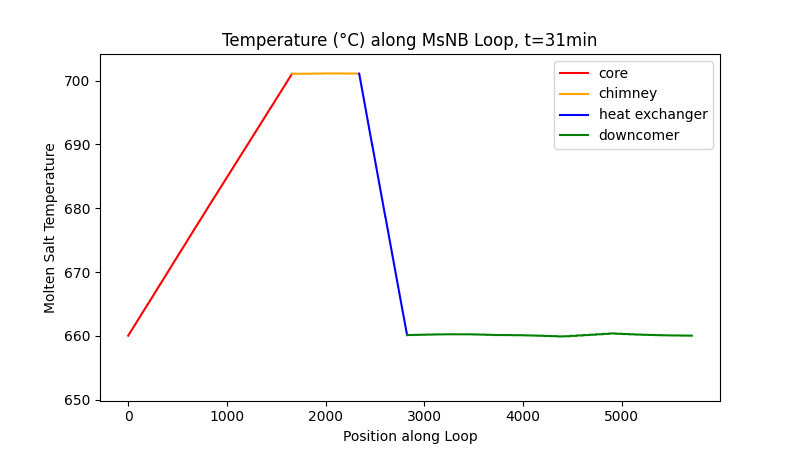 Temperature (°C) along MsNB Loop, t=31min
core
chimney
heat exchanger
downcomer
Molten Salt Temperature
700
690
680
670
660
650
0 1000 2000 3000 4000 5000
Position along Loop